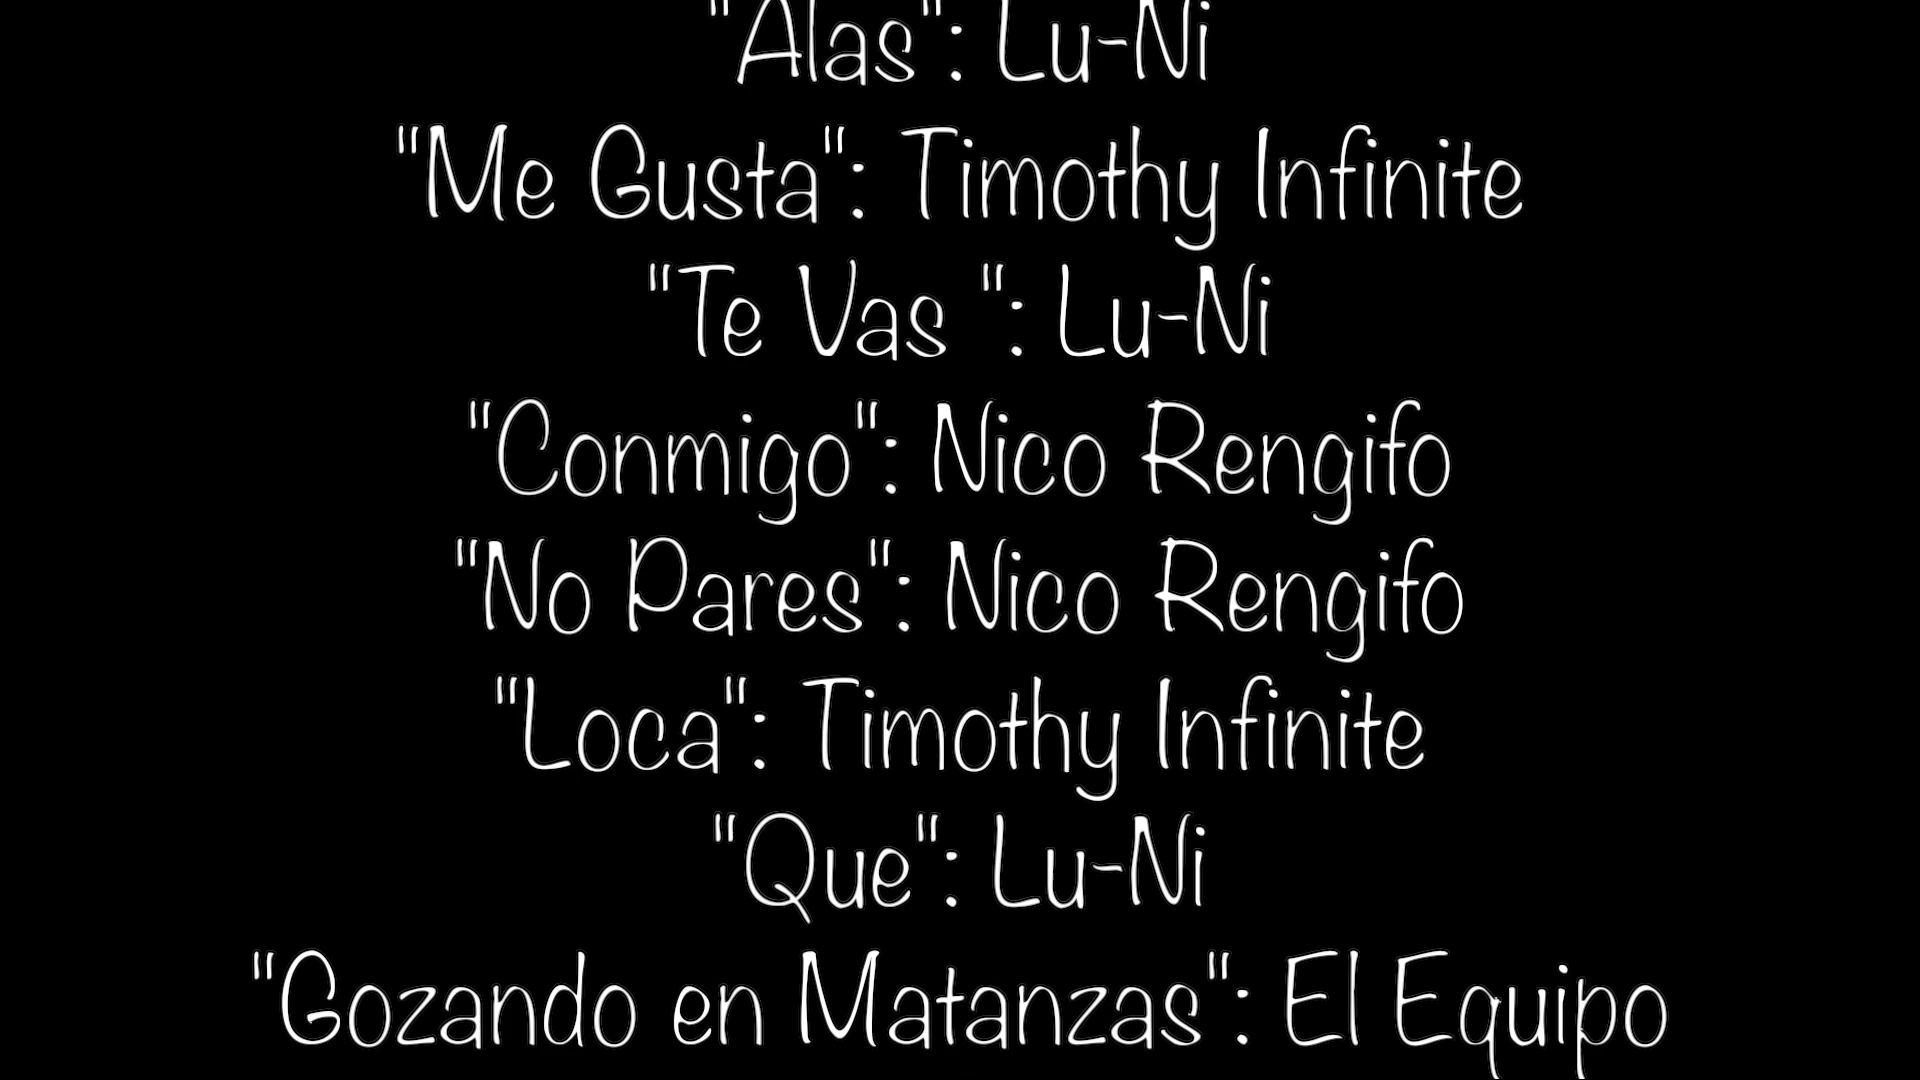 "Alas": Lu-Ni
"Me Gusta": Timothy Infinite
"Te Vas ": Lu-Ni
"Conmigo": Nico Rengifo
"No Pares": Nico Rengifo
"Loca": Timothy Infinite
"Que": Lu-Ni
"Gozando en Matanzas": El Equipo